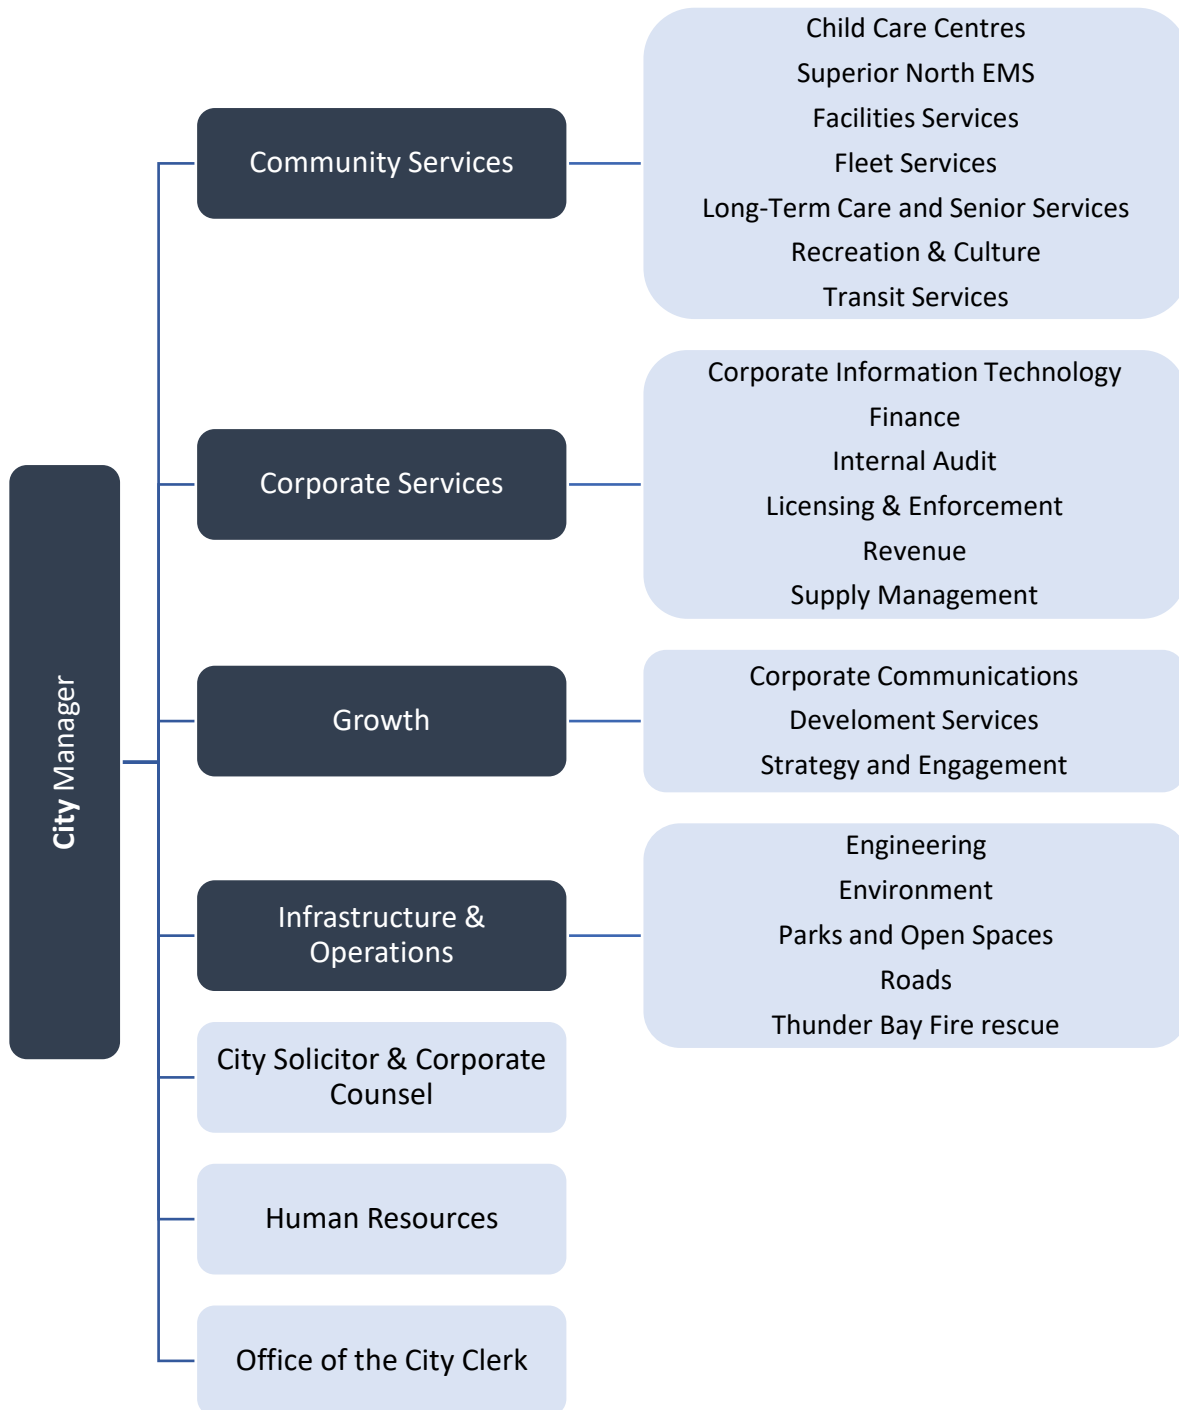 City Manager
Community Services
Child Care Centres
Superior North EMS
Facilities Services
Fleet Services
Long-Term Care and Senior Services
Recreation & Culture
Transit Services
Corporate Services
Corporate Information Technology
Finance
Internal Audit
Licensing & Enforcement
Revenue
Supply Management
Growth
Corporate Communications
Develoment Services
Strategy and Engagement
Infrastructure &
Operations
Engineering
Environment
Parks and Open Spaces
Roads
Thunder Bay Fire rescue
City Solicitor & Corporate
Counsel
Human Resources
Office of the City Clerk